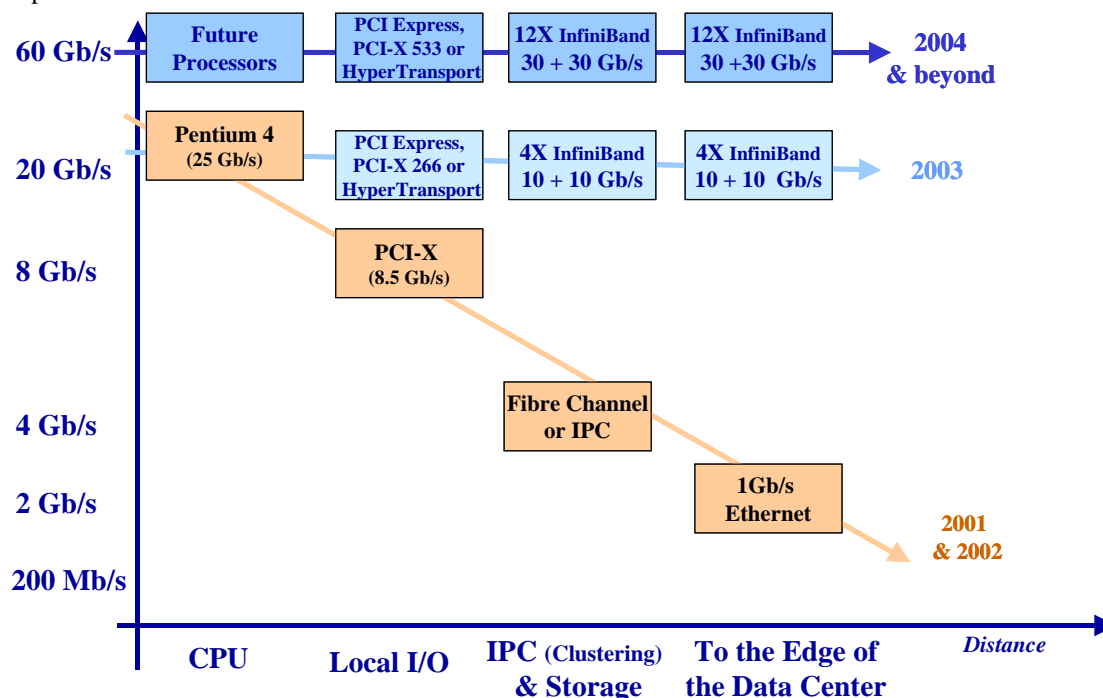 60 Gb/s
Future
Processors
PCI Express,
PCI-X 533 or
HyperTransport
12X InfiniBand
30 + 30 Gb/s
12X InfiniBand
30 +30 Gb/s
2004
& beyond
20 Gb/s
Pentium 4
(25 Gb/s)
PCI Express,
PCI-X 266 or
HyperTransport
4X InfiniBand
10 + 10 Gb/s
4X InfiniBand
10 + 10 Gb/s
2003
8 Gb/s
PCI-X
(8.5 Gb/s)
4 Gb/s
Fibre Channel
or IPC
2 Gb/s
1Gb/s
Ethernet
2001
& 2002
200 Mb/s
CPU
Local I/O
IPC (Clustering)
& Storage
To the Edge of
the Data Center
Distance